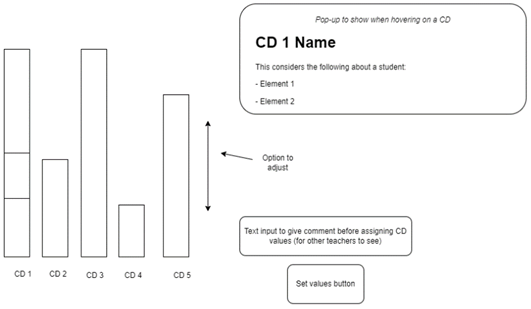 Pop-up to show when hovering on a CD
CD 1 Name
This considers the following about a student:
- Element 1
- Element 2
Option to
adjust
Text input to give comment before assigning CD
values (for other teachers to see)
CD 1 CD 2 CD 3 CD 4 CD 5
Set values button